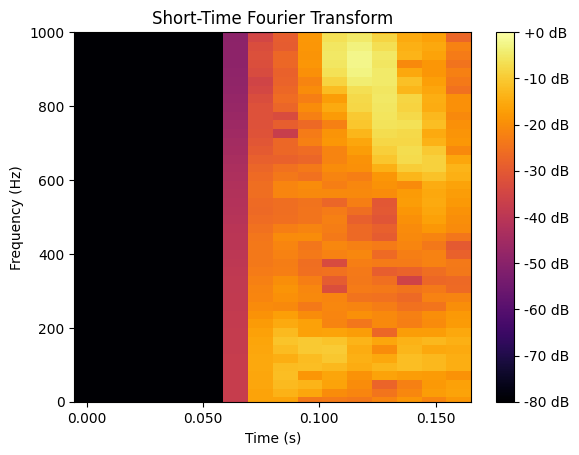 Short-Time Fourier Transform
1000
800
600
400
200
0
Frequency (Hz)
0.000
0.050
0.100
0.150
Time (s)
+0 dB
-10 dB
-20 dB
-30 dB
-40 dB
-50 dB
-60 dB
-70 dB
-80 dB